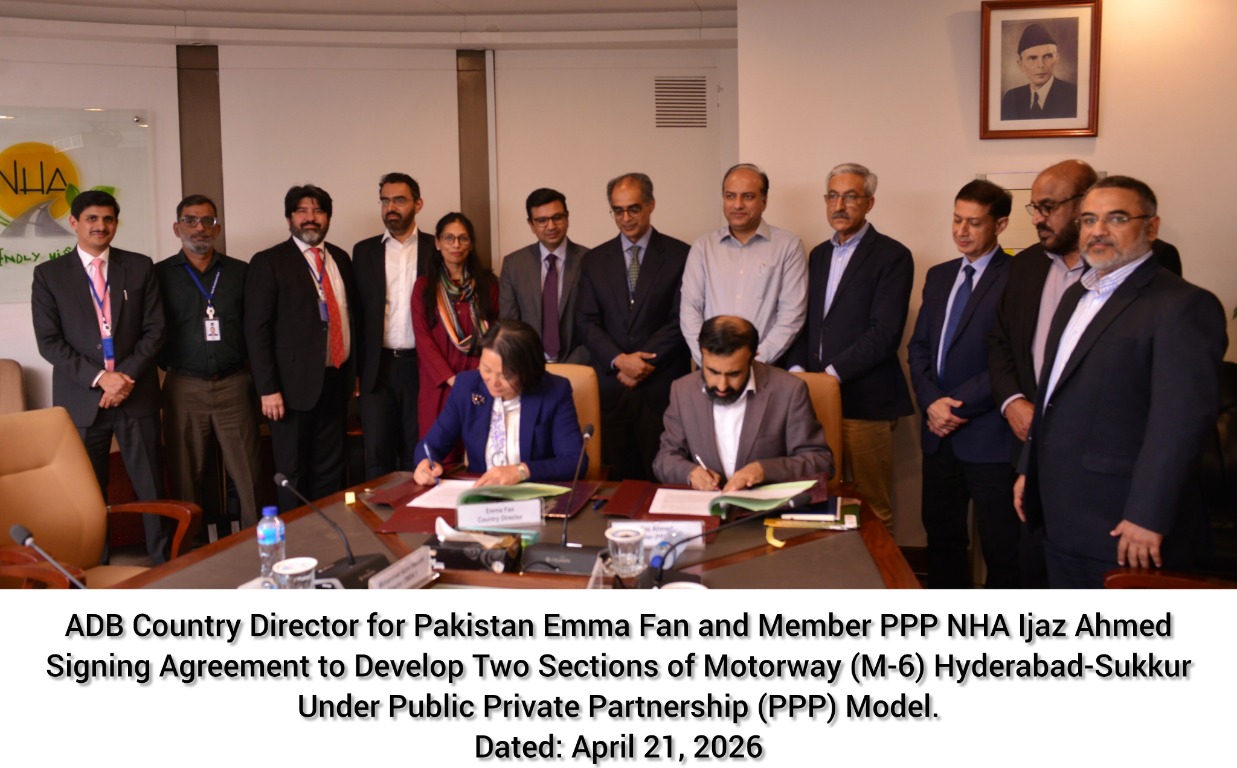 NHA
ENDLY
Emma Fan
Country Director
ADB Country Director for Pakistan Emma Fan and Member PPP NHA Ijaz Ahmed
Signing Agreement to Develop Two Sections of Motorway (M-6) Hyderabad-Sukkur
Under Public Private Partnership (PPP) Model.
Dated: April 21, 2026